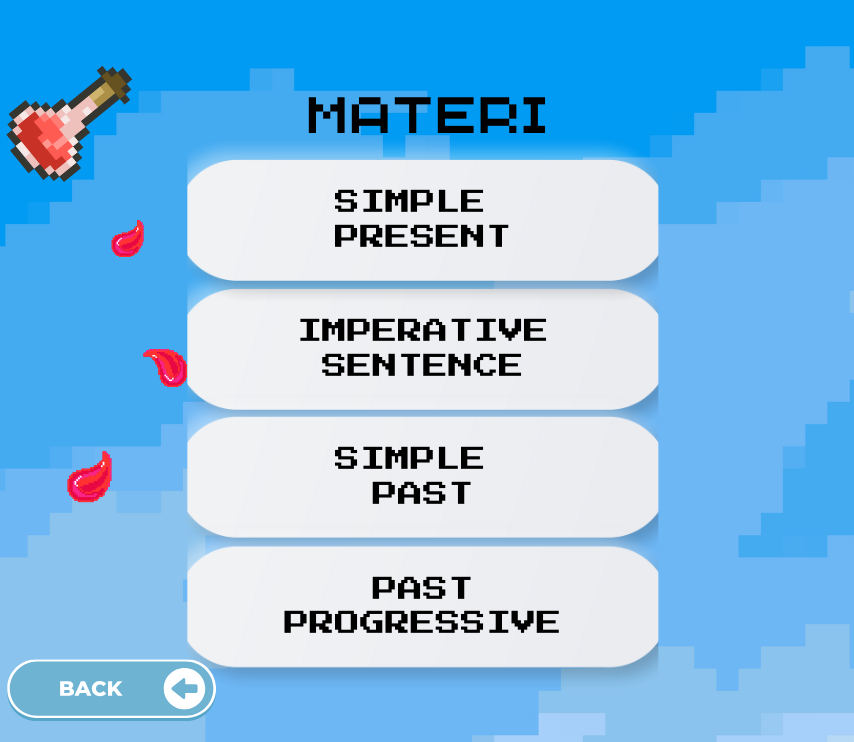 MATERI
SIMPLE
PRESENT
IMPERATIVE
SENTENCE
SIMPLE
PAST
PAST
PROGRESSIVE
BACK